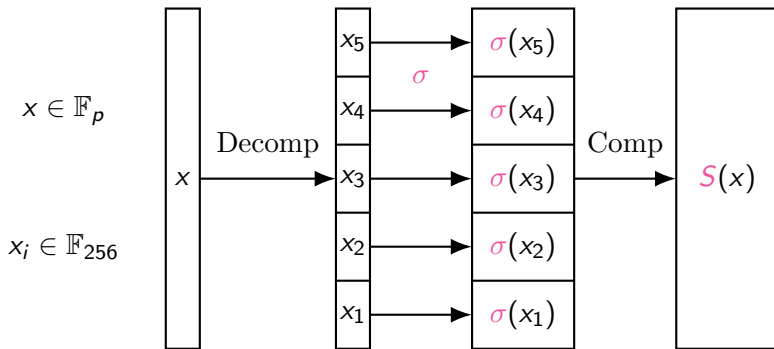 x ∈ 𝔽_p
x_i ∈ 𝔽_256
x
Decomp
x_5
x_4
x_3
x_2
x_1
σ
σ(x_5)
σ(x_4)
σ(x_3)
σ(x_2)
σ(x_1)
Comp
S(x)